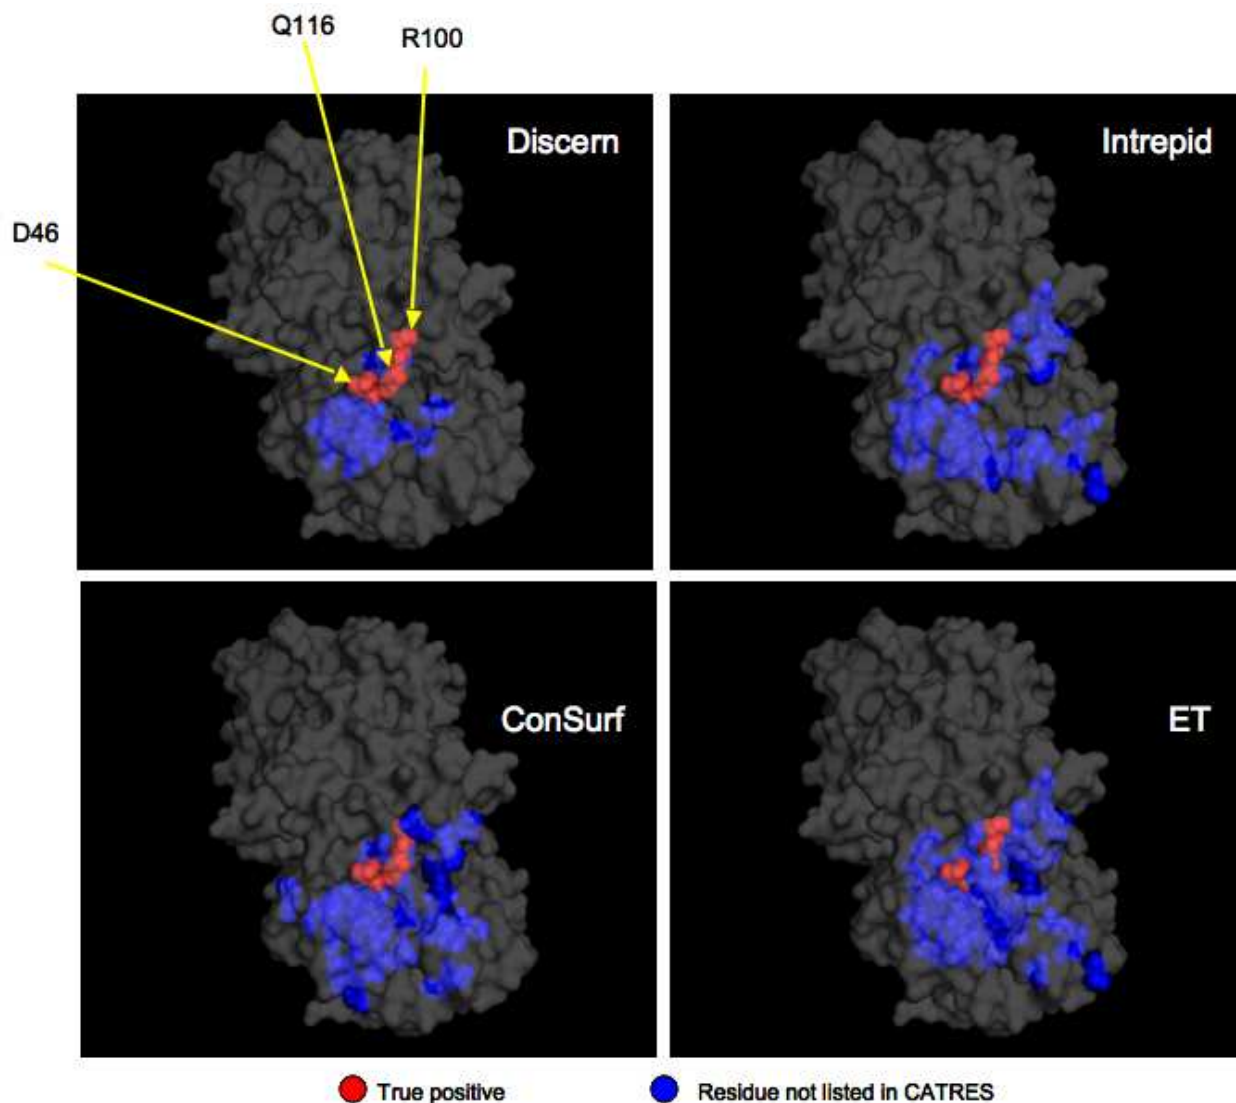 Q116
R100
D46
Discern
Intrepid
ConSurf
ET
True positive
Residue not listed in CATRES